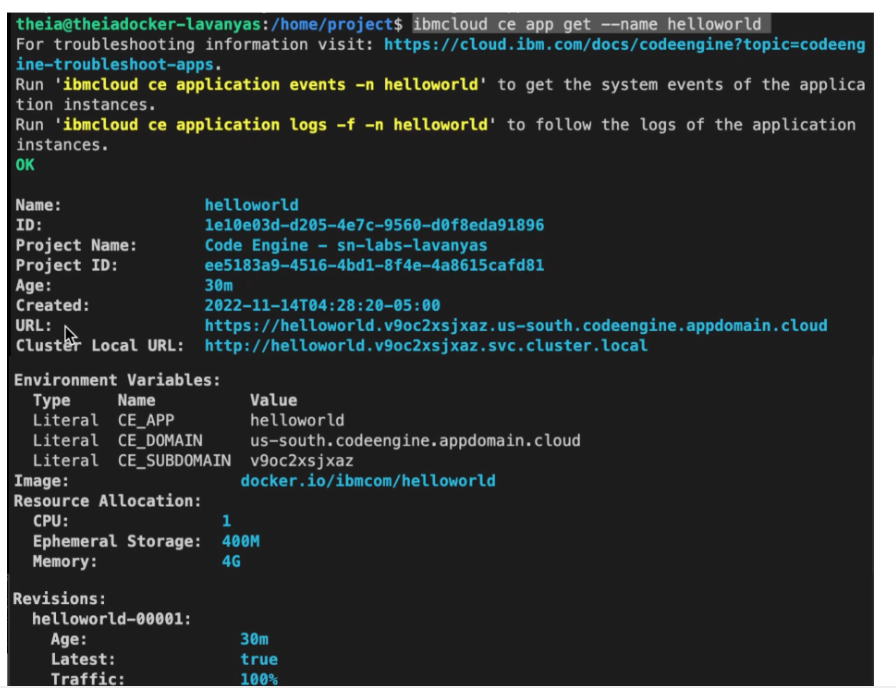 theia@theiadocker-lavanyas:/home/project$ ibmcloud ce app get --name helloworld
For troubleshooting information visit: https://cloud.ibm.com/docs/codeengine?topic=codeeng
ine-troubleshoot-apps.
Run 'ibmcloud ce application events -n helloworld' to get the system events of the applica
tion instances.
Run 'ibmcloud ce application logs -f -n helloworld' to follow the logs of the application
instances.
OK
Name: helloworld
ID: 1e10e03d-d205-4e7c-9560-d0f8eda91896
Project Name: Code Engine - sn-labs-lavanyas
Project ID: ee5183a9-4516-4bd1-8f4e-4a8615cafd81
Age: 30m
Created: 2022-11-14T04:28:20-05:00
URL: https://helloworld.v9oc2xsjxaz.us-south.codeengine.appdomain.cloud
Cluster Local URL: http://helloworld.v9oc2xsjxaz.svc.cluster.local
Environment Variables:
Type Name Value
Literal CE_APP helloworld
Literal CE_DOMAIN us-south.codeengine.appdomain.cloud
Literal CE_SUBDOMAIN v9oc2xsjxaz
Image: docker.io/ibmcom/helloworld
Resource Allocation:
CPU: 1
Ephemeral Storage: 400M
Memory: 4G
Revisions:
helloworld-00001:
Age: 30m
Latest: true
Traffic: 100%